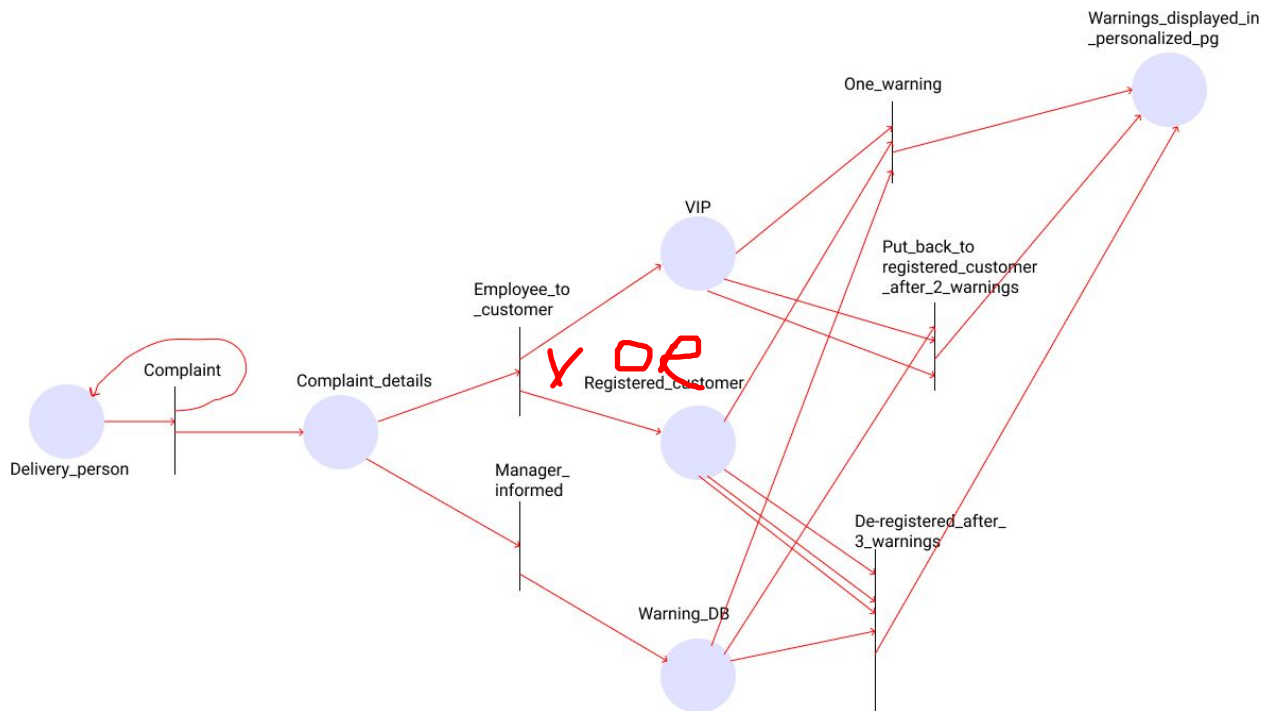 Warnings_displayed_in
_personalized_pg
One_warning
VIP
Put_back_to
registered_customer
_after_2_warnings
Employee_to
_customer
Complaint
Complaint_details
Registered_customer
Delivery_person
Manager_
informed
De-registered_after_
3_warnings
Warning_DB